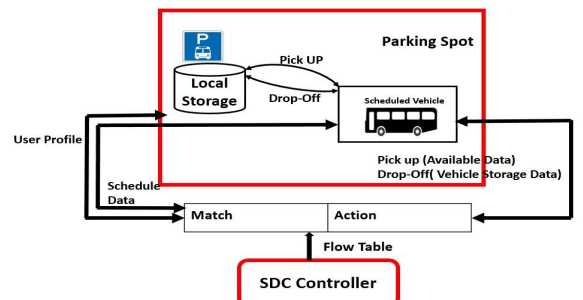 P
Parking Spot
Pick UP
Local
Storage
Drop-Off
Scheduled Vehicle
User Profile
Pick up (Available Data)
Drop-Off( Vehicle Storage Data)
Schedule
Data
Match
Action
Flow Table
SDC Controller